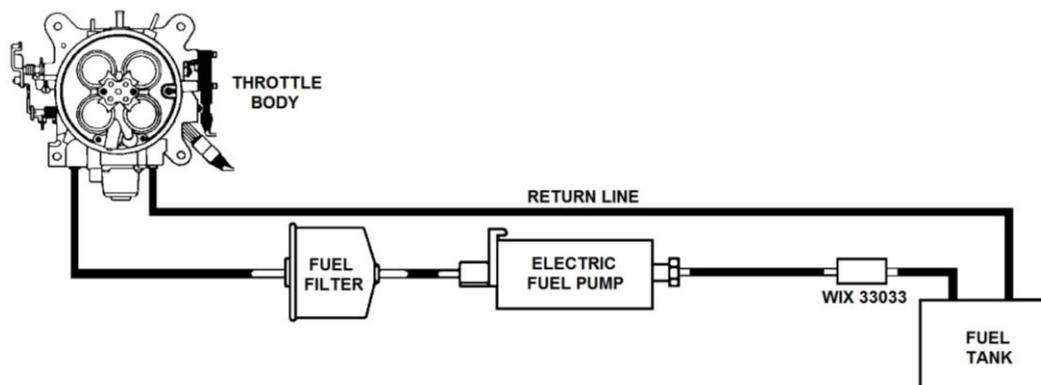 THROTTLE
BODY
RETURN LINE
FUEL
FILTER
ELECTRIC
FUEL PUMP
WIX 33033
FUEL
TANK